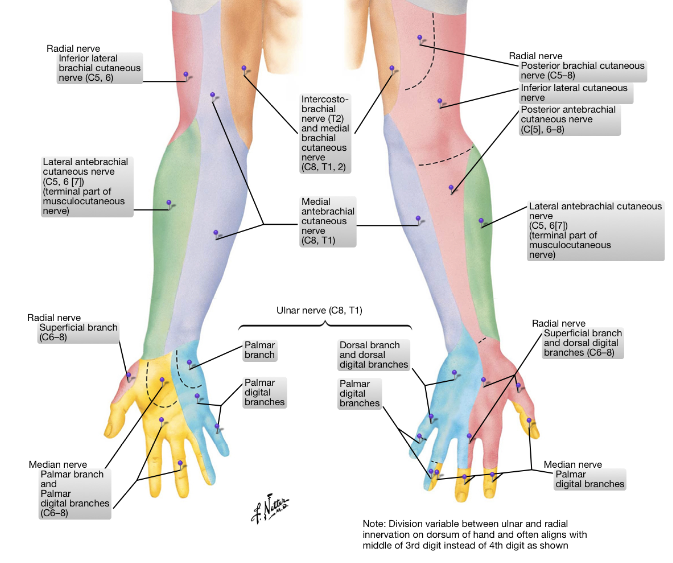 Radial nerve
Inferior lateral
brachial cutaneous
nerve (C5, 6)
Lateral antebrachial
cutaneous nerve
(C5, 6 [7])
(terminal part of
musculocutaneous
nerve)
Intercosto-
brachial
nerve (T2)
and medial
brachial
cutaneous
nerve
(C8, T1, 2)
Medial
antebrachial
cutaneous
nerve
(C8, T1)
Radial nerve
Posterior brachial cutaneous
nerve (C5–8)
Inferior lateral cutaneous
nerve
Posterior antebrachial
cutaneous nerve
(C[5], 6–8)
Lateral antebrachial cutaneous
nerve
(C5, 6[7])
(terminal part of
musculocutaneous
nerve)
Radial nerve
Superficial branch
(C6–8)
Ulnar nerve (C8, T1)
Palmar
branch
Palmar
digital
branches
Dorsal branch
and dorsal
digital branches
Palmar
digital
branches
Radial nerve
Superficial branch
and dorsal digital
branches (C6–8)
Median nerve
Palmar branch
and
Palmar
digital branches
(C6–8)
Median nerve
Palmar
digital branches
F. Netter
M.D.
Note: Division variable between ulnar and radial
innervation on dorsum of hand and often aligns with
middle of 3rd digit instead of 4th digit as shown